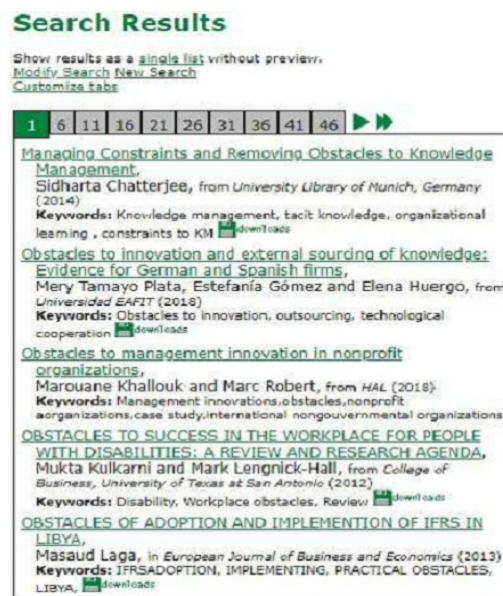 Search Results
Show results as a single list without preview.
Modify Search New Search
Customize tabs
1 6 11 16 21 26 31 36 41 46
Managing Constraints and Removing Obstacles to Knowledge
Management,
Sidharta Chatterjee, from University Library of Munich, Germany
(2014)
Keywords: Knowledge management, tacit knowledge, organizational
learning , constraints to KM downloads
Obstacles to innovation and external sourcing of knowledge:
Evidence for German and Spanish firms,
Mery Tamayo Plata, Estefanía Gómez and Elena Huergo, from
Universidad EAFIT (2018)
Keywords: Obstacles to innovation, outsourcing, technological
cooperation downloads
Obstacles to management innovation in nonprofit
organizations,
Marouane Khallouk and Marc Robert, from HAL (2018)
Keywords: Management innovations,obstacles,nonprofit
aorganizations,case study,international nongouvernmental organizations
OBSTACLES TO SUCCESS IN THE WORKPLACE FOR PEOPLE
WITH DISABILITIES: A REVIEW AND RESEARCH AGENDA,
Mukta Kulkarni and Mark Lengnick-Hall, from College of
Business, University of Texas at San Antonio (2012)
Keywords: Disability, Workplace obstacles, Review downloads
OBSTACLES OF ADOPTION AND IMPLEMENTION OF IFRS IN
LIBYA,
Masaud Laga, in European Journal of Business and Economics (2013)
Keywords: IFRSADOPTION, IMPLEMENTING, PRACTICAL OBSTACLES,
LIBYA, downloads